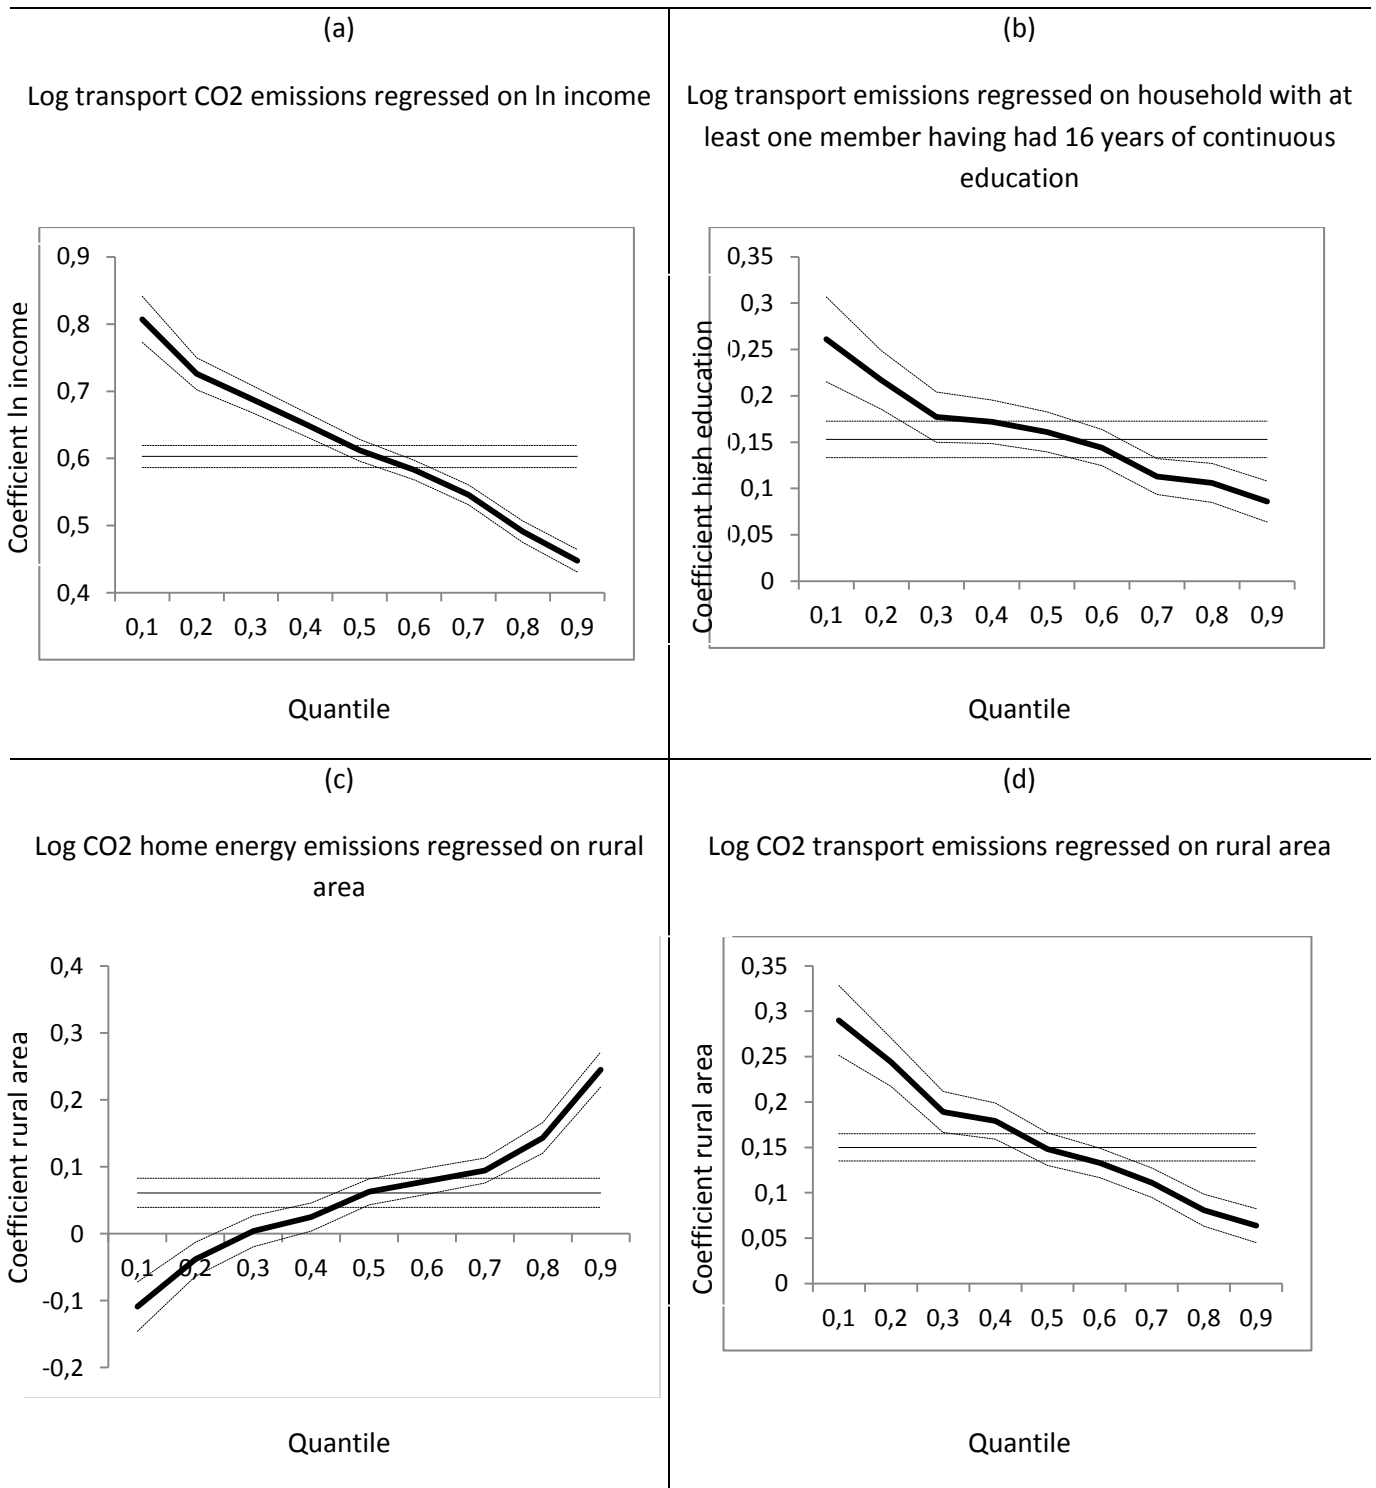 (a)
Log transport CO2 emissions regressed on ln income
Coefficient ln income
0,9
0,8
0,7
0,6
0,5
0,4
0,1 0,2 0,3 0,4 0,5 0,6 0,7 0,8 0,9
Quantile
(b)
Log transport emissions regressed on household with at
least one member having had 16 years of continuous
education
Coefficient high education
0,35
0,3
0,25
0,2
0,15
0,1
0,05
0
0,1 0,2 0,3 0,4 0,5 0,6 0,7 0,8 0,9
Quantile
(c)
Log CO2 home energy emissions regressed on rural
area
Coefficient rural area
0,4
0,3
0,2
0,1
0
-0,1
-0,2
0,1 0,2 0,3 0,4 0,5 0,6 0,7 0,8 0,9
Quantile
(d)
Log CO2 transport emissions regressed on rural area
Coefficient rural area
0,35
0,3
0,25
0,2
0,15
0,1
0,05
0
0,1 0,2 0,3 0,4 0,5 0,6 0,7 0,8 0,9
Quantile